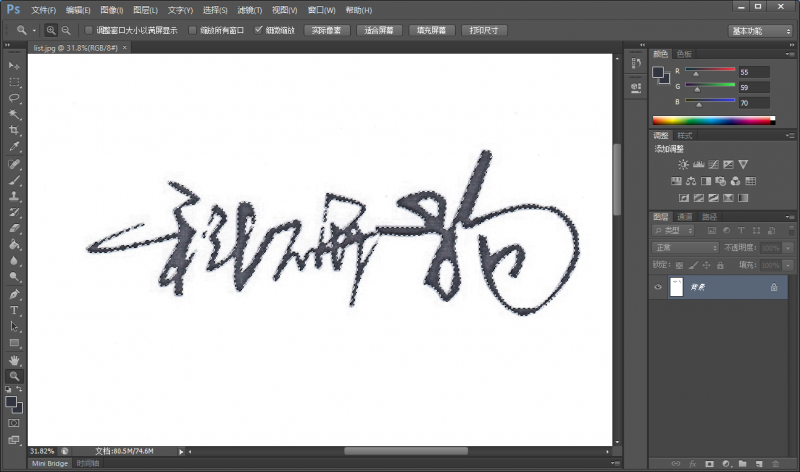 Ps 文件(F) 编辑(E) 图像(I) 图层(L) 文字(Y) 选择(S) 滤镜(T) 视图(V) 窗口(W) 帮助(H)
调整窗口大小以满屏显示 缩放所有窗口 细微缩放 实际像素 适合屏幕 填充屏幕 打印尺寸 基本功能
list.jpg @ 31.8%(RGB/8#) ×
颜色 色板
R 55
G 59
B 70
调整 样式
添加调整
图层 通道 路径
类型
正常 不透明度: 100%
锁定: 填充: 100%
背景
31.82% 文档:80.5M/74.6M
Mini Bridge 时间轴